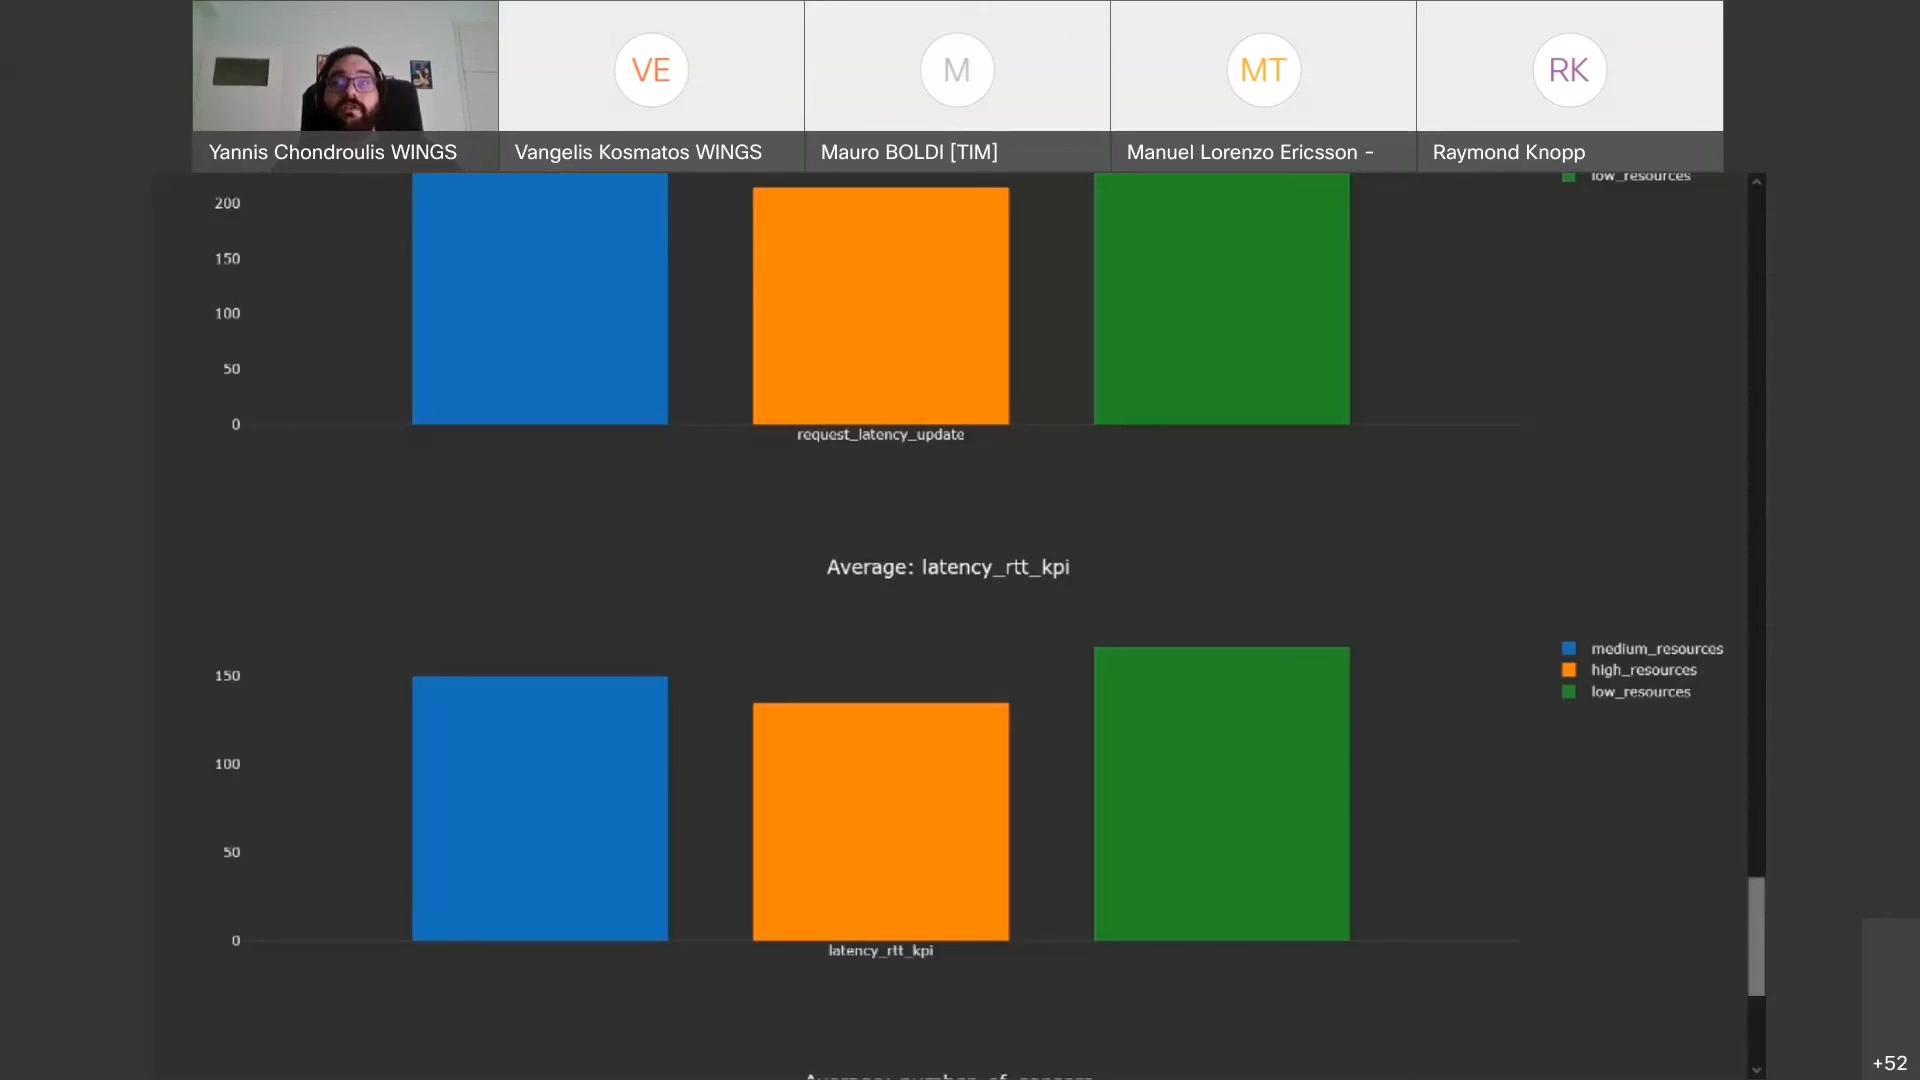 VE
M
MT
RK
Yannis Chondroulis WINGS
Vangelis Kosmatos WINGS
Mauro BOLDI [TIM]
Manuel Lorenzo Ericsson -
Raymond Knopp
low_resources
200
150
100
50
0
request_latency_update
Average: latency_rtt_kpi
medium_resources
high_resources
low_resources
150
100
50
0
latency_rtt_kpi
+52